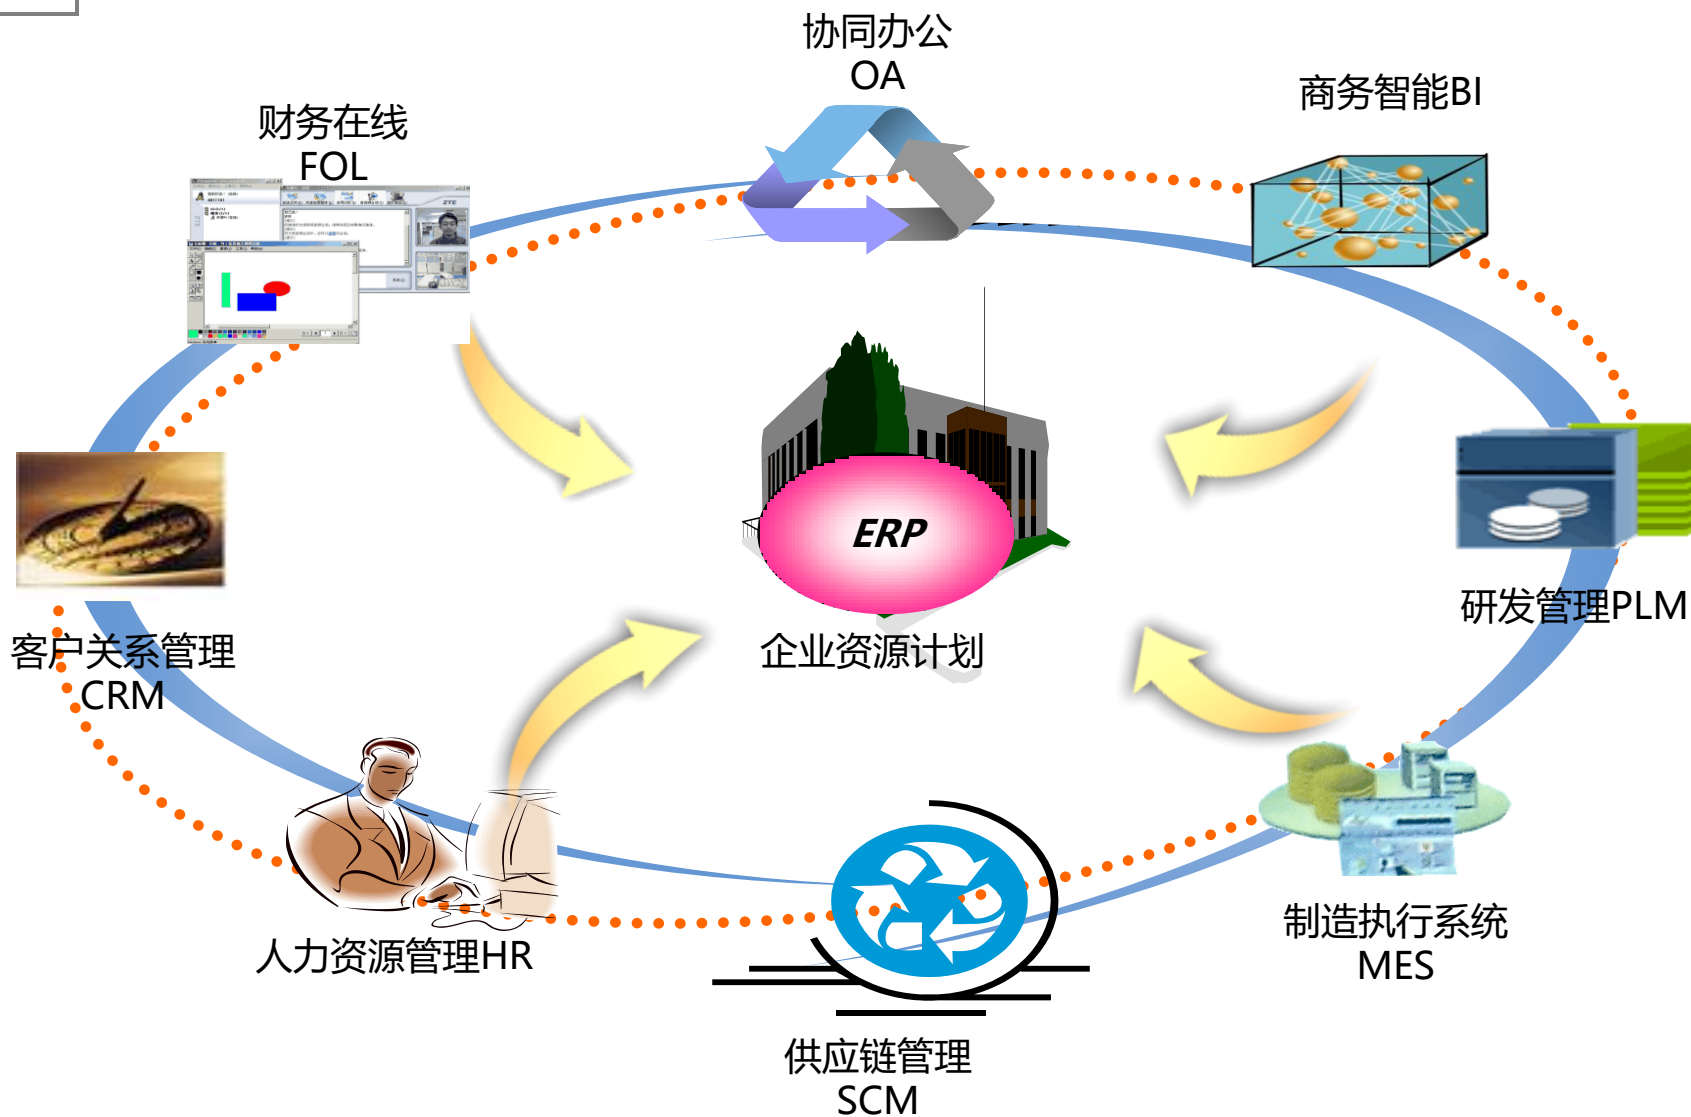 协同办公
OA
商务智能BI
财务在线
FOL
ZTE
ERP
企业资源计划
研发管理PLM
客户关系管理
CRM
人力资源管理HR
制造执行系统
MES
供应链管理
SCM